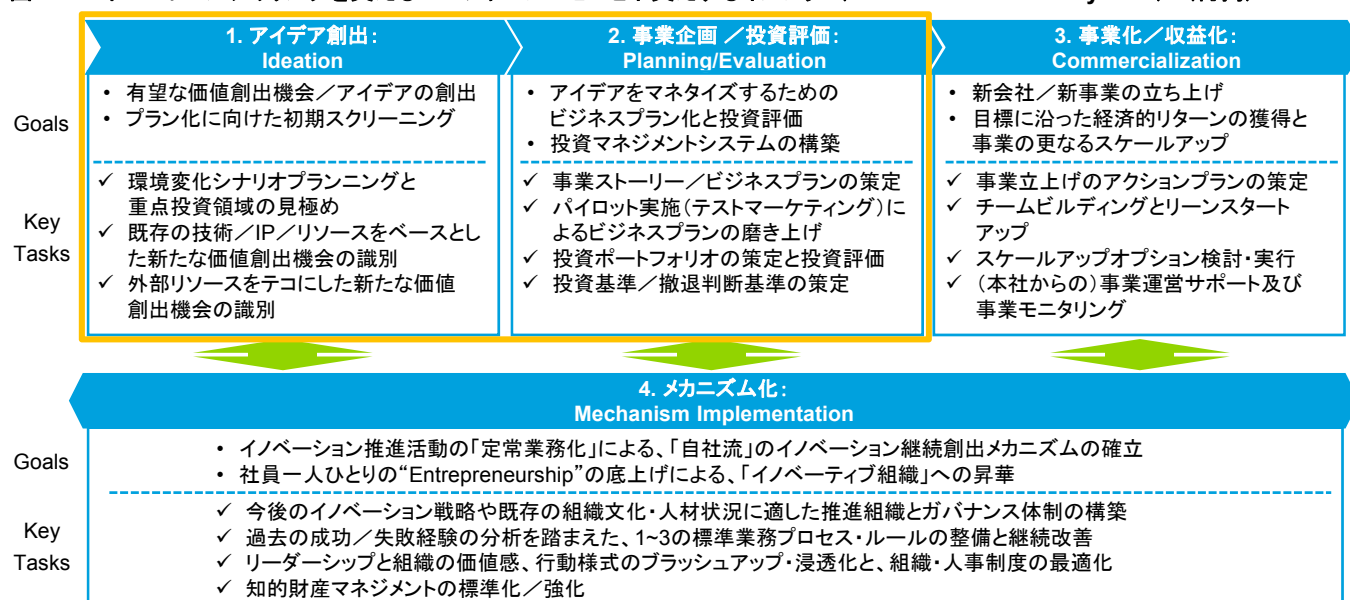 1. アイデア創出:
Ideation
2. 事業企画 ／投資評価:
Planning/Evaluation
3. 事業化／収益化:
Commercialization
Goals
• 有望な価値創出機会／アイデアの創出
• プラン化に向けた初期スクリーニング
• アイデアをマネタイズするための
ビジネスプラン化と投資評価
• 投資マネジメントシステムの構築
• 新会社／新事業の立ち上げ
• 目標に沿った経済的リターンの獲得と
事業の更なるスケールアップ
Key
Tasks
✓ 環境変化シナリオプランニングと
重点投資領域の見極め
✓ 既存の技術／IP／リソースをベースとし
た新たな価値創出機会の識別
✓ 外部リソースをテコにした新たな価値
創出機会の識別
✓ 事業ストーリー／ビジネスプランの策定
✓ パイロット実施（テストマーケティング）に
よるビジネスプランの磨き上げ
✓ 投資ポートフォリオの策定と投資評価
✓ 投資基準／撤退判断基準の策定
✓ 事業立上げのアクションプランの策定
✓ チームビルディングとリーンスタート
アップ
✓ スケールアップオプション検討・実行
✓ （本社からの）事業運営サポート及び
事業モニタリング
4. メカニズム化:
Mechanism Implementation
Goals
• イノベーション推進活動の「定常業務化」による、「自社流」のイノベーション継続創出メカニズムの確立
• 社員一人ひとりの“Entrepreneurship”の底上げによる、「イノベーティブ組織」への昇華
Key
Tasks
✓ 今後のイノベーション戦略や既存の組織文化・人材状況に適した推進組織とガバナンス体制の構築
✓ 過去の成功／失敗経験の分析を踏まえた、1~3の標準業務プロセス・ルールの整備と継続改善
✓ リーダーシップと組織の価値感、行動様式のブラッシュアップ・浸透化と、組織・人事制度の最適化
✓ 知的財産マネジメントの標準化／強化